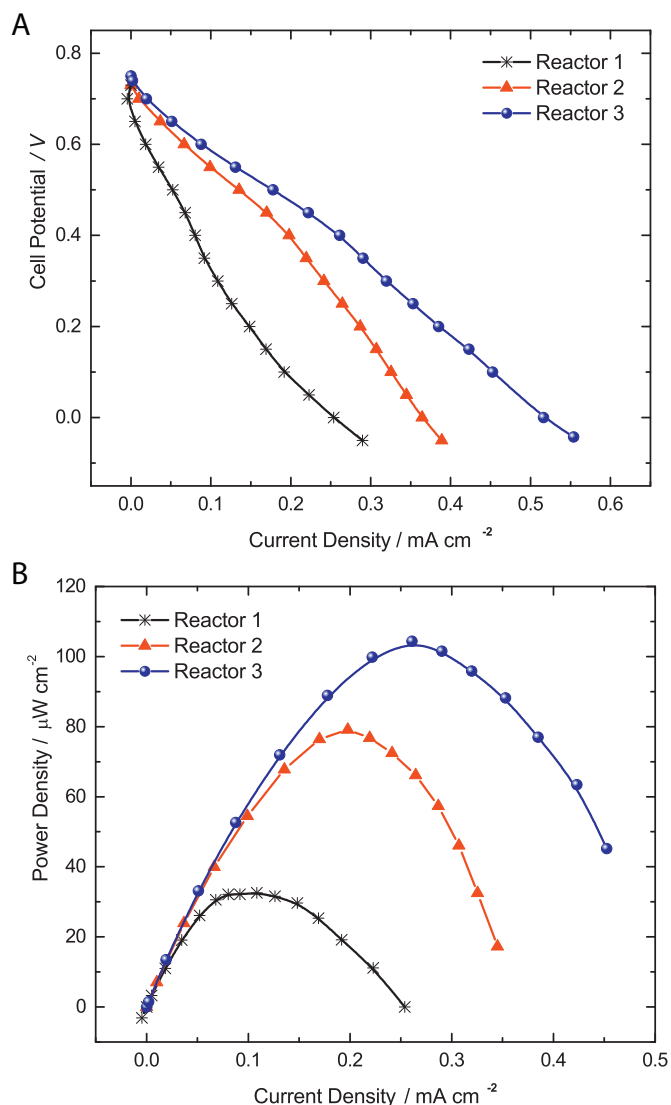 A
0.8
0.6
0.4
0.2
0.0
Cell Potential / V
Reactor 1
Reactor 2
Reactor 3
0.0 0.1 0.2 0.3 0.4 0.5 0.6
Current Density / mA cm -2
B
120
100
80
60
40
20
0
Power Density / μW cm-2
Reactor 1
Reactor 2
Reactor 3
0.0 0.1 0.2 0.3 0.4 0.5
Current Density / mA cm -2